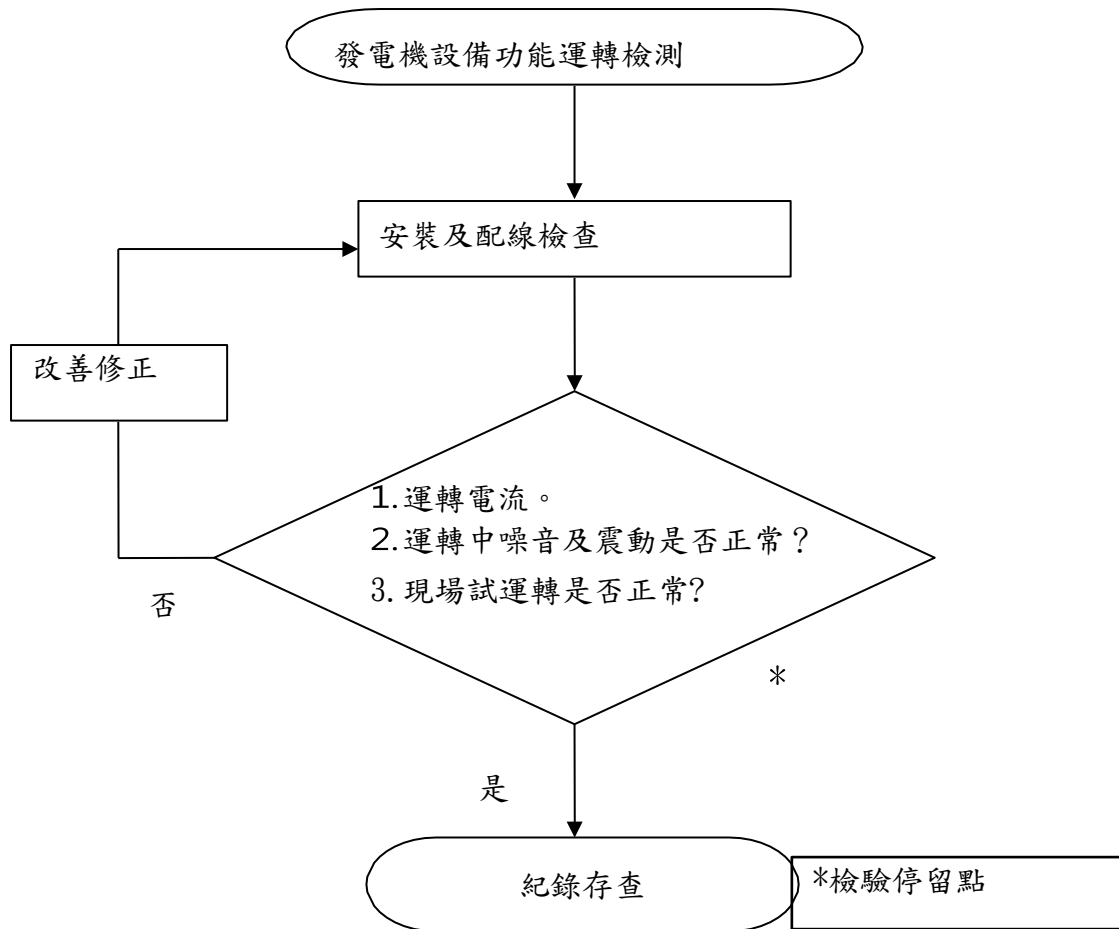 發電機設備功能運轉檢測
安裝及配線檢查
改善修正
1.運轉電流。
2.運轉中噪音及震動是否正常？
3.現場試運轉是否正常?
否
*
是
紀錄存查
*檢驗停留點